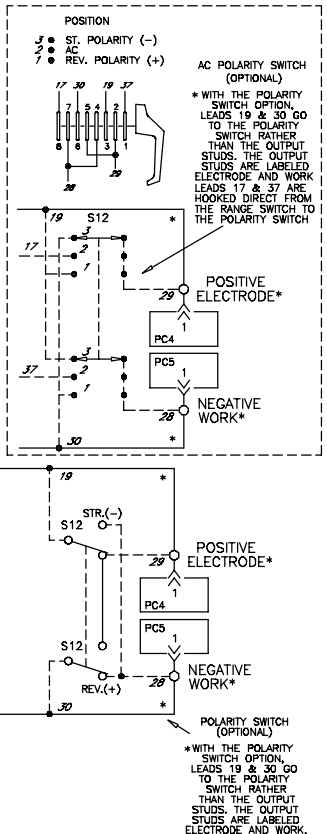 POSITION
3 • ST. POLARITY (-)
2 • AC
1 • REV. POLARITY (+)
17 30 19 37
7 5 4 2
8 6 3 1
28 29
AC POLARITY SWITCH
(OPTIONAL)
* WITH THE POLARITY
SWITCH OPTION,
LEADS 19 & 30 GO
TO THE POLARITY
SWITCH RATHER
THAN THE OUTPUT
STUDS. THE OUTPUT
STUDS ARE LABELED
ELECTRODE AND WORK
LEADS 17 & 37 ARE
HOOKED DIRECT FROM
THE RANGE SWITCH TO
THE POLARITY SWITCH
19 S12 *
3
17 2
1
29
POSITIVE
ELECTRODE*
1
PC4
PC5
1
3
37 2
1
28
NEGATIVE
WORK*
30 *
19 *
STR.(-)
S12
29
POSITIVE
ELECTRODE*
1
PC4
PC5
1
S12
28
REV.(+)
NEGATIVE
WORK*
30 *
POLARITY SWITCH
(OPTIONAL)
*WITH THE POLARITY
SWITCH OPTION,
LEADS 19 & 30 GO
TO THE POLARITY
SWITCH RATHER
THAN THE OUTPUT
STUDS. THE OUTPUT
STUDS ARE LABELED
ELECTRODE AND WORK.